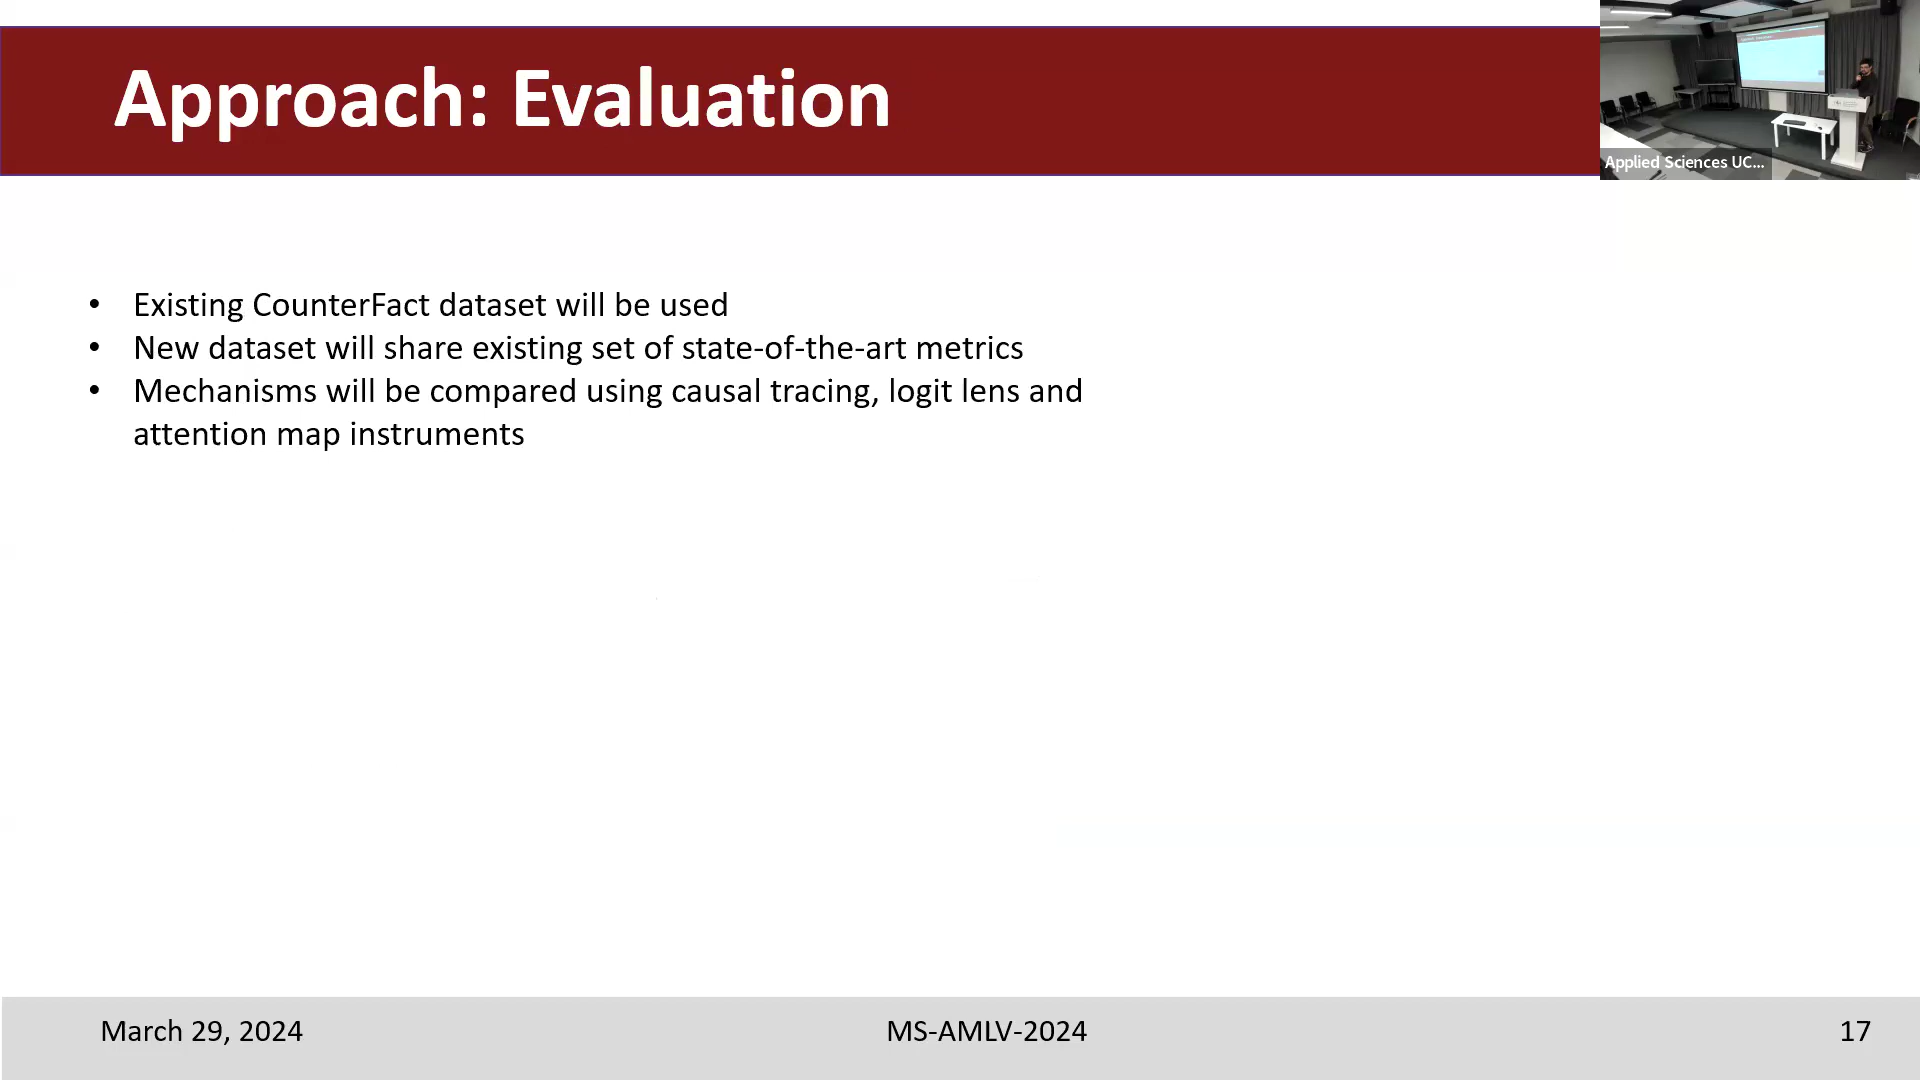 Approach: Evaluation
Applied Sciences UC...
• Existing CounterFact dataset will be used
• New dataset will share existing set of state-of-the-art metrics
• Mechanisms will be compared using causal tracing, logit lens and
attention map instruments
March 29, 2024
MS-AMLV-2024
17